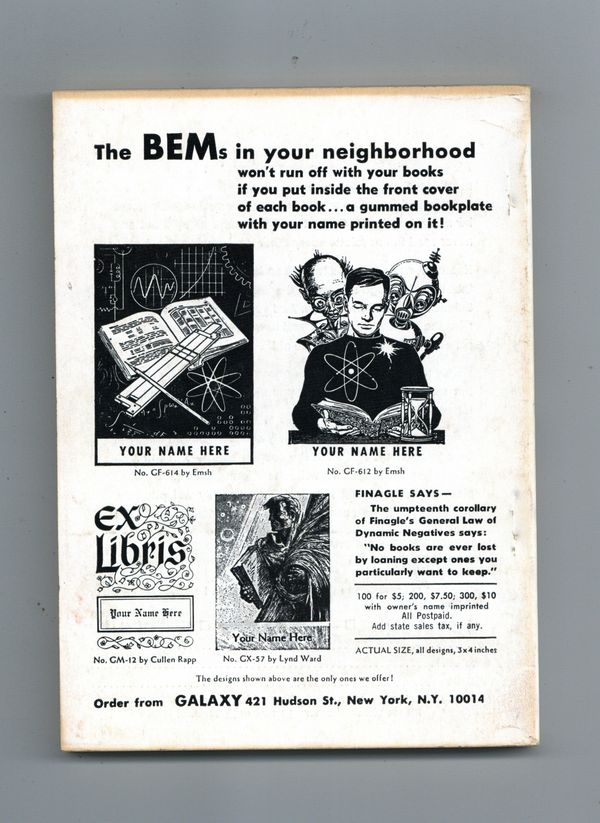 The BEMs in your neighborhood
won't run off with your books
if you put inside the front cover
of each book...a gummed bookplate
with your name printed on it!
YOUR NAME HERE
No. GF-614 by Emsh
YOUR NAME HERE
No. GF-612 by Emsh
Ex
Libris
Your Name Here
No. GM-12 by Cullen Rapp
Your Name Here
No. GX-57 by Lynd Ward
FINAGLE SAYS—
The umpteenth corollary
of Finagle's General Law of
Dynamic Negatives says:
"No books are ever lost
by loaning except ones you
particularly want to keep."
100 for $5; 200, $7.50; 300, $10
with owner's name imprinted
All Postpaid.
Add state sales tax, if any.
ACTUAL SIZE, all designs, 3x4 inches
The designs shown above are the only ones we offer!
Order from GALAXY 421 Hudson St., New York, N.Y. 10014